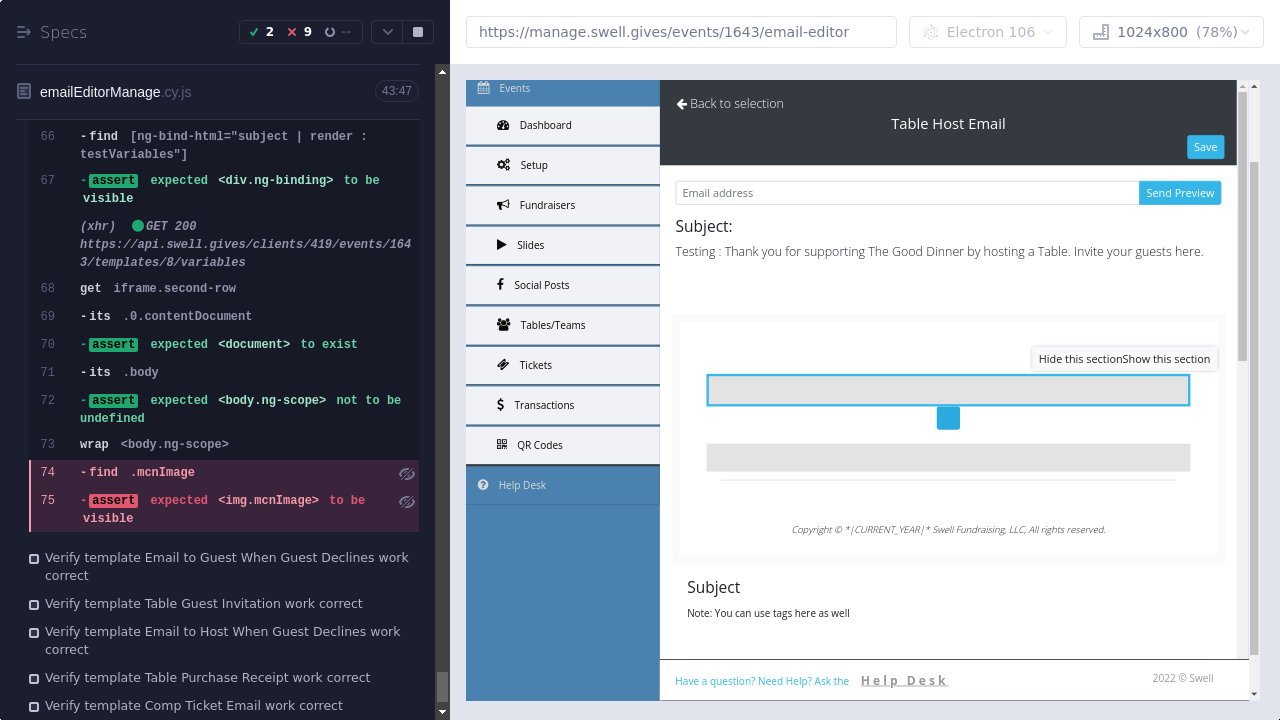 Specs
2
9
--
emailEditorManage.cy.js
43:47
66 -find [ng-bind-html="subject | render :
testVariables"]
67 -assert expected <div.ng-binding> to be
visible
(xhr) GET 200
https://api.swell.gives/clients/419/events/164
3/templates/8/variables
68 get iframe.second-row
69 -its .0.contentDocument
70 -assert expected <document> to exist
71 -its .body
72 -assert expected <body.ng-scope> not to be
undefined
73 wrap <body.ng-scope>
74 -find .mcnImage
75 -assert expected <img.mcnImage> to be
visible
Verify template Email to Guest When Guest Declines work
correct
Verify template Table Guest Invitation work correct
Verify template Email to Host When Guest Declines work
correct
Verify template Table Purchase Receipt work correct
Verify template Comp Ticket Email work correct
https://manage.swell.gives/events/1643/email-editor
Electron 106
1024x800 (78%)
Events
Dashboard
Setup
Fundraisers
Slides
Social Posts
Tables/Teams
Tickets
Transactions
QR Codes
Help Desk
Back to selection
Table Host Email
Save
Email address
Send Preview
Subject:
Testing : Thank you for supporting The Good Dinner by hosting a Table. Invite your guests here.
Hide this sectionShow this section
Copyright © *|CURRENT_YEAR|* Swell Fundraising, LLC, All rights reserved.
Subject
Note: You can use tags here as well
Have a question? Need Help? Ask the Help Desk
2022 © Swell